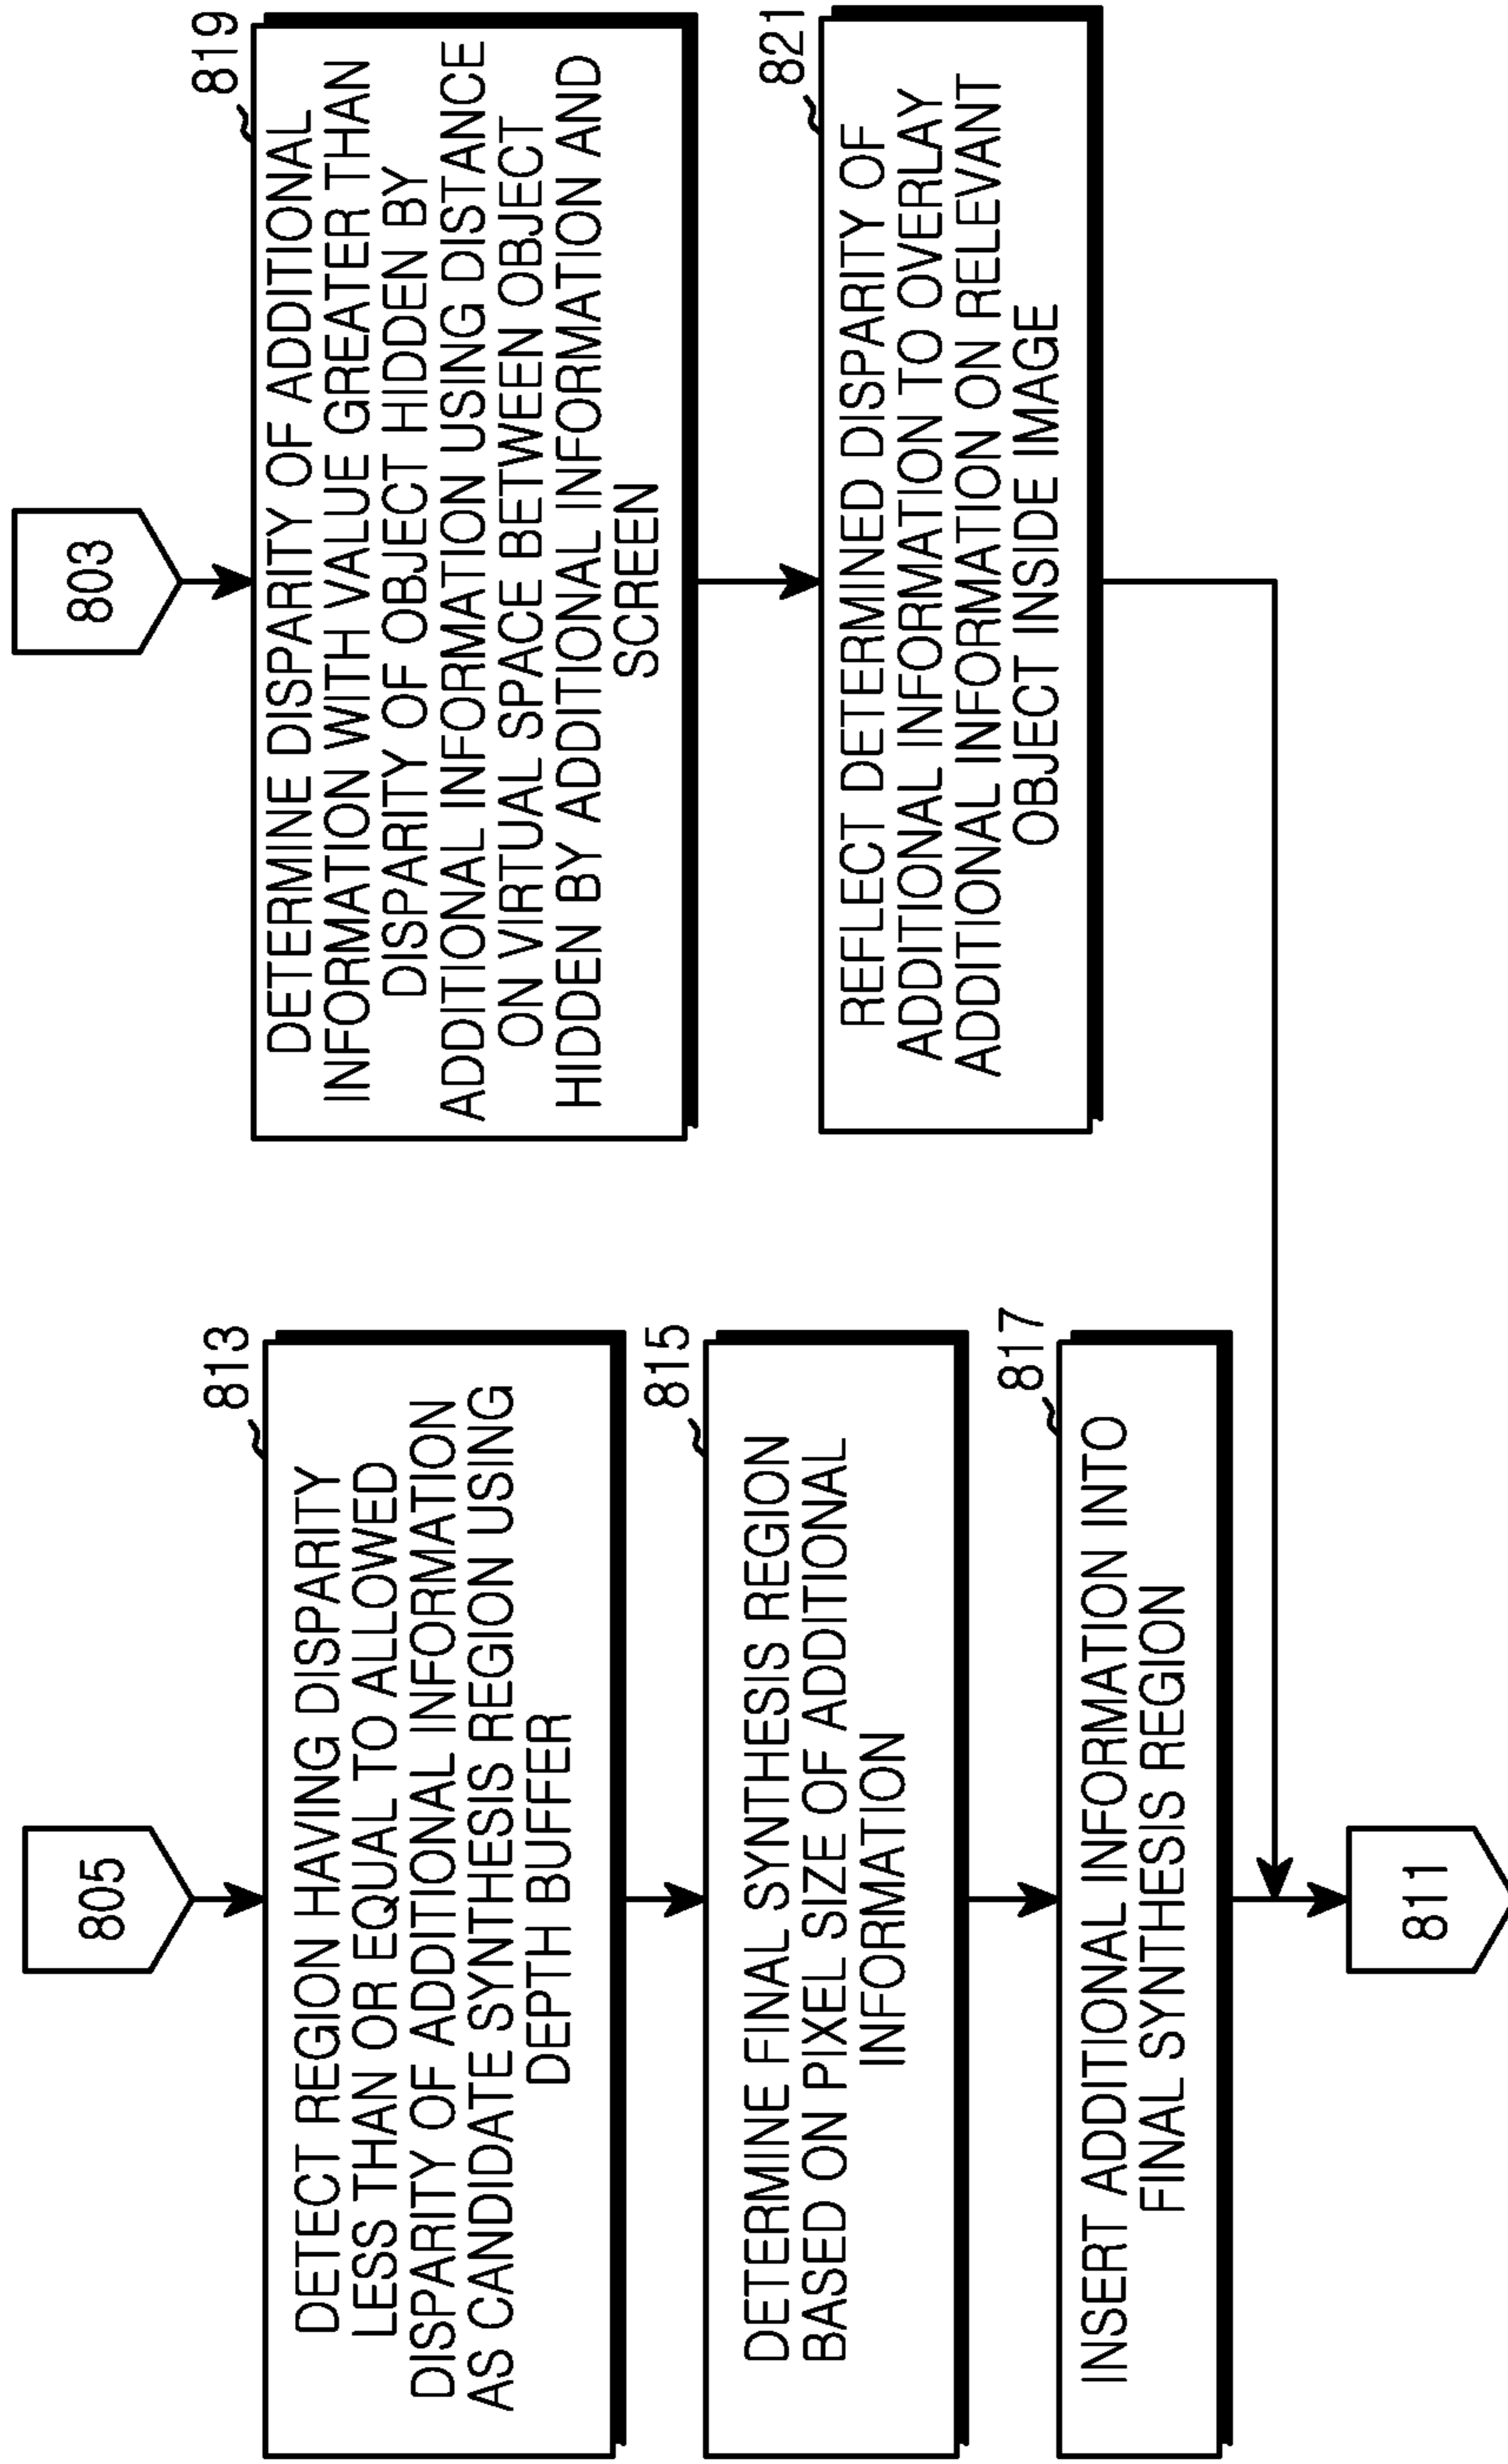 805
813
DETECT REGION HAVING DISPARITY
LESS THAN OR EQUAL TO ALLOWED
DISPARITY OF ADDITIONAL INFORMATION
AS CANDIDATE SYNTHESIS REGION USING
DEPTH BUFFER
815
DETERMINE FINAL SYNTHESIS REGION
BASED ON PIXEL SIZE OF ADDITIONAL
INFORMATION
817
INSERT ADDITIONAL INFORMATION INTO
FINAL SYNTHESIS REGION
811
803
819
DETERMINE DISPARITY OF ADDITIONAL
INFORMATION WITH VALUE GREATER THAN
DISPARITY OF OBJECT HIDDEN BY
ADDITIONAL INFORMATION USING DISTANCE
ON VIRTUAL SPACE BETWEEN OBJECT
HIDDEN BY ADDITIONAL INFORMATION AND
SCREEN
821
REFLECT DETERMINED DISPARITY OF
ADDITIONAL INFORMATION TO OVERLAY
ADDITIONAL INFORMATION ON RELEVANT
OBJECT INSIDE IMAGE